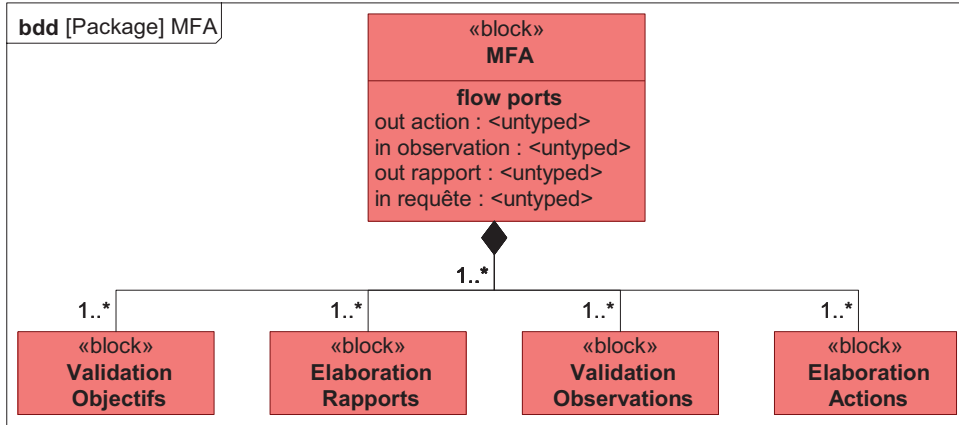 bdd [Package] MFA
«block»
MFA
flow ports
out action : <untyped>
in observation : <untyped>
out rapport : <untyped>
in requête : <untyped>
1..*
1..*
1..*
1..*
1..*
«block»
Validation
Objectifs
«block»
Elaboration
Rapports
«block»
Validation
Observations
«block»
Elaboration
Actions